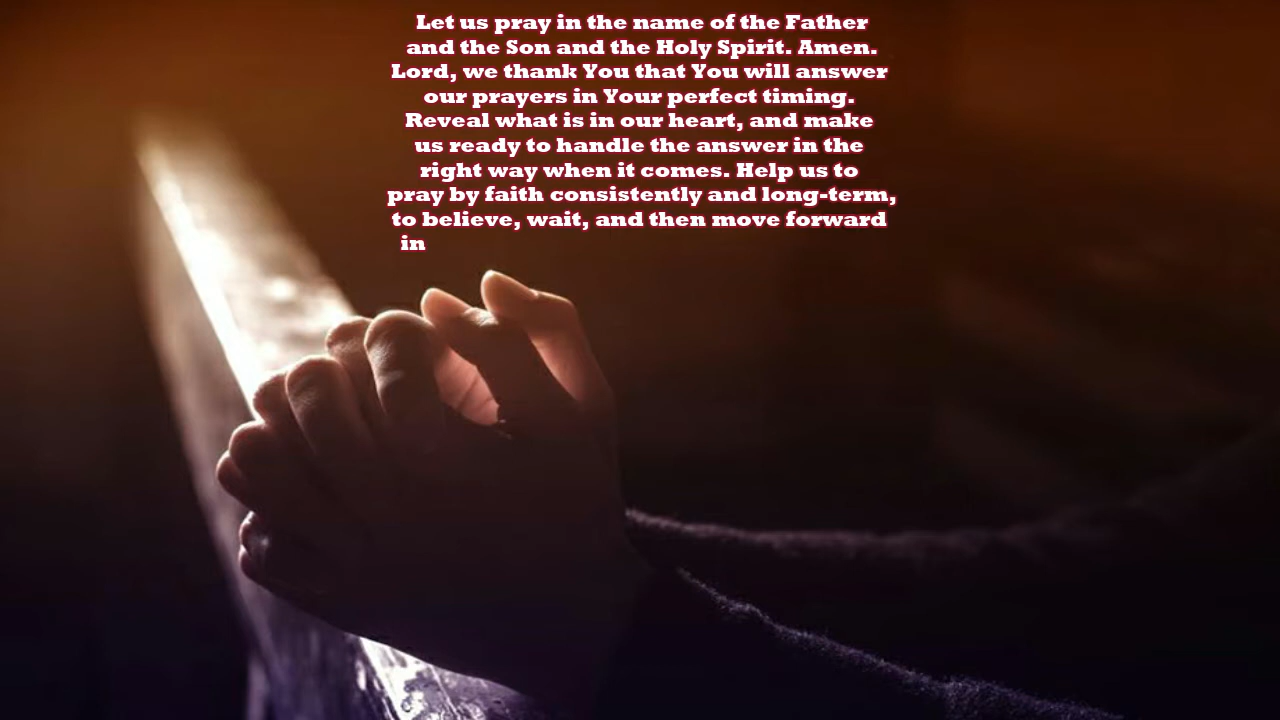 Let us pray in the name of the Father
and the Son and the Holy Spirit. Amen.
Lord, we thank You that You will answer
our prayers in Your perfect timing.
Reveal what is in our heart, and make
us ready to handle the answer in the
right way when it comes. Help us to
pray by faith consistently and long-term,
to believe, wait, and then move forward
in